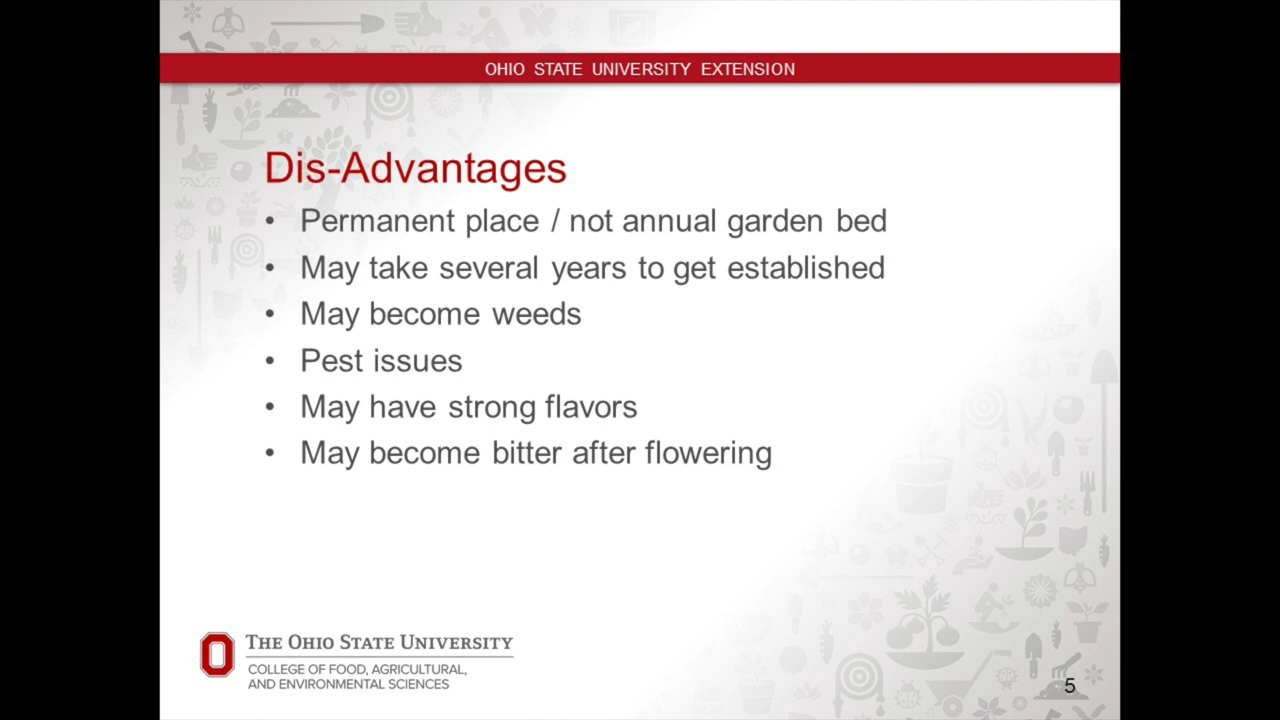 OHIO STATE UNIVERSITY EXTENSION
Dis-Advantages
• Permanent place / not annual garden bed
• May take several years to get established
• May become weeds
• Pest issues
• May have strong flavors
• May become bitter after flowering
THE OHIO STATE UNIVERSITY
COLLEGE OF FOOD, AGRICULTURAL,
AND ENVIRONMENTAL SCIENCES
5